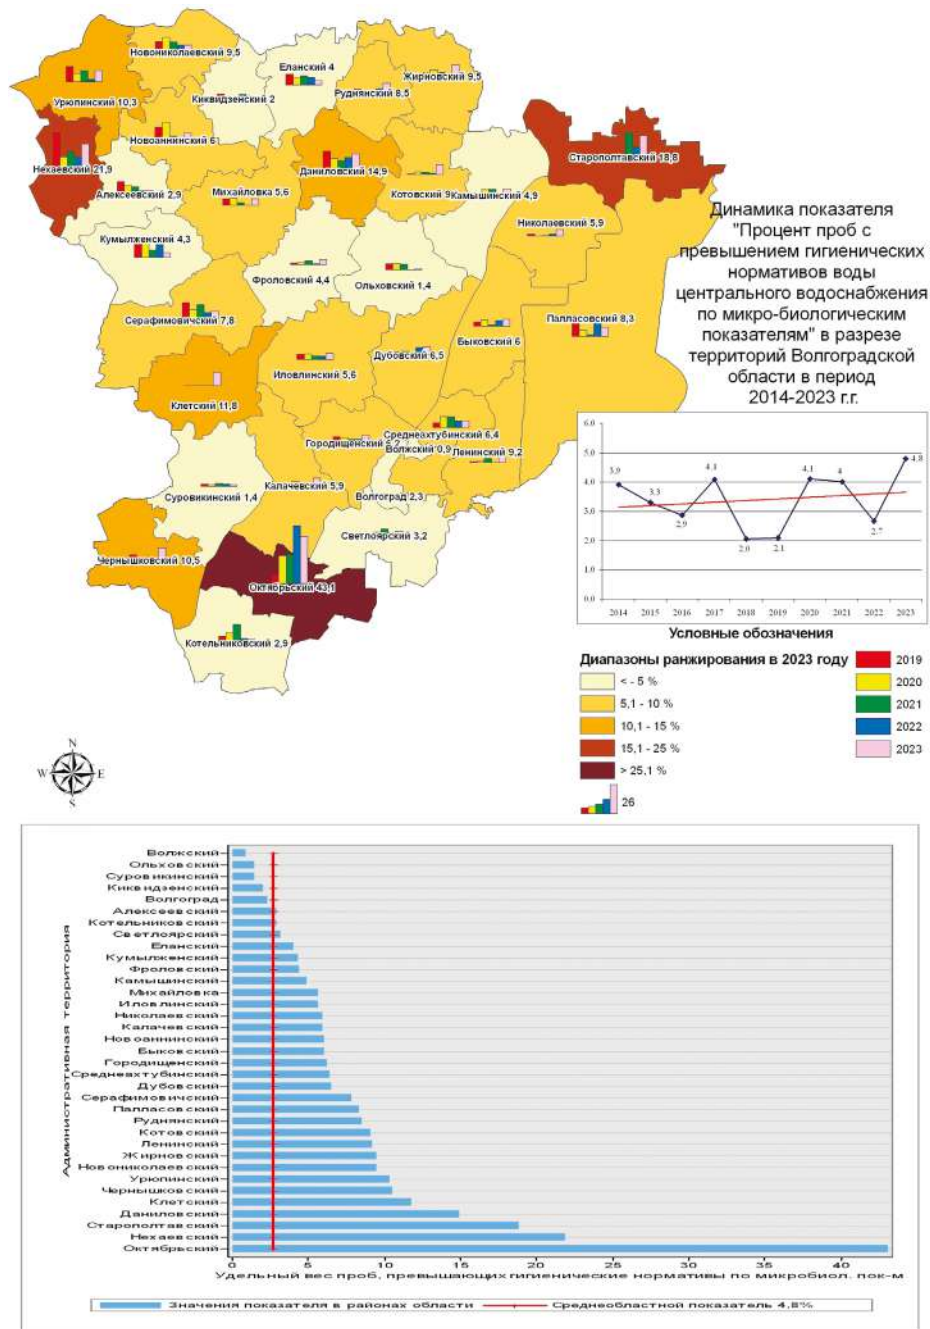 Новониколаевский 9,5
Еланский 4
Жирновский 9,5
Урюпинский 10,3
Киквидзенский 2
Руднянский 8,5
Новоаннинский 6
Старополтавский 18,8
Нехаевский 21,9
Даниловский 14,9
Алексеевский 2,9
Михайловка 5,6
Котовский 9
Камышинский 4,9
Николаевский 5,9
Кумылженский 4,3
Фроловский 4,4
Ольховский 1,4
Серафимовичский 7,8
Палласовский 8,3
Быковский 6
Дубовский 6,5
Иловлинский 5,6
Клетский 11,8
Среднеахтубинский 6,4
Городищенский 6,2
Волжский 0,9
Ленинский 9,2
Суровикинский 1,4
Калачевский 5,9
Волгоград 2,3
Светлоярский 3,2
Чернышковский 10,5
Октябрьский 43,1
Котельниковский 2,9
Динамика показателя
"Процент проб с
превышением гигиенических
нормативов воды
центрального водоснабжения
по микро-биологическим
показателям" в разрезе
территорий Волгоградской
области в период
2014-2023 г.г.
6.0
5.0
4.0
3.0
2.0
1.0
0.0
3,9
3,3
2,9
4,1
2,0
2,1
4,1
4
2,7
4,8
2014 2015 2016 2017 2018 2019 2020 2021 2022 2023
Условные обозначения
Диапазоны ранжирования в 2023 году
< - 5 %
5,1 - 10 %
10,1 - 15 %
15,1 - 25 %
> 25,1 %
26
2019
2020
2021
2022
2023
N
W E
S
Административная территория
Волжский
Ольховский
Суровикинский
Киквидзенский
Волгоград
Алексеевский
Котельниковский
Светлоярский
Еланский
Кумылженский
Фроловский
Камышинский
Михайловка
Иловлинский
Николаевский
Калачевский
Новоаннинский
Быковский
Городищенский
Среднеахтубинский
Дубовский
Серафимовичский
Палласовский
Руднянский
Котовский
Ленинский
Жирновский
Новониколаевский
Урюпинский
Чернышковский
Клетский
Даниловский
Старополтавский
Нехаевский
Октябрьский
0 5 10 15 20 25 30 35 40
Удельный вес проб, превышающих гигиенические нормативы по микробиол. пок-м
Значения показателя в районах области
Среднеобластной показатель 4,8%